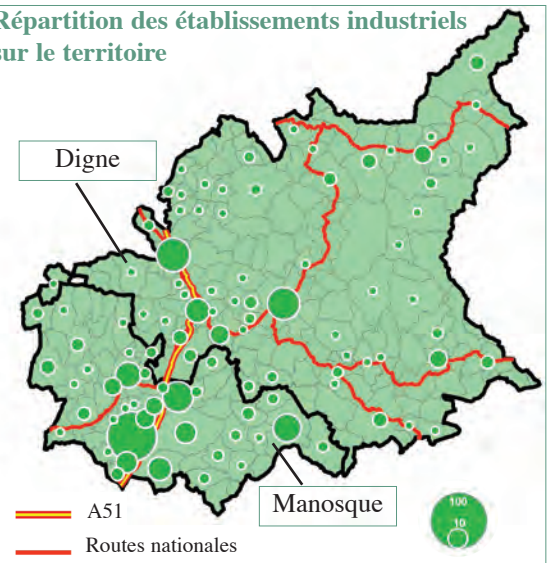 Répartition des établissements industriels
sur le territoire
Digne
Manosque
A51
Routes nationales
100
10